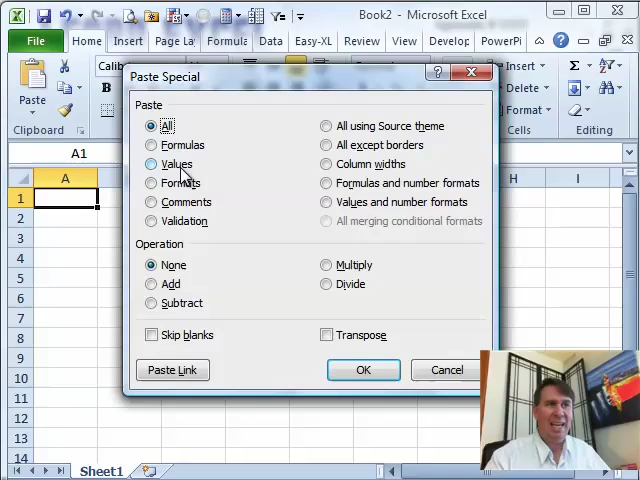 Book2 - Microsoft Excel
File Home Insert Page La Formula Data Easy-XL Review View Develop PowerPi
Paste
Calib
B
Insert
Delete
Format
Clipboard
A1
Paste Special
Paste
All
All using Source theme
Formulas
All except borders
Values
Column widths
Formats
Formulas and number formats
Comments
Values and number formats
Validation
All merging conditional formats
Operation
None
Multiply
Add
Divide
Subtract
Skip blanks
Transpose
Paste Link
OK
Cancel
A
H
I
1
2
3
4
5
6
7
8
9
10
11
12
13
14
Sheet1